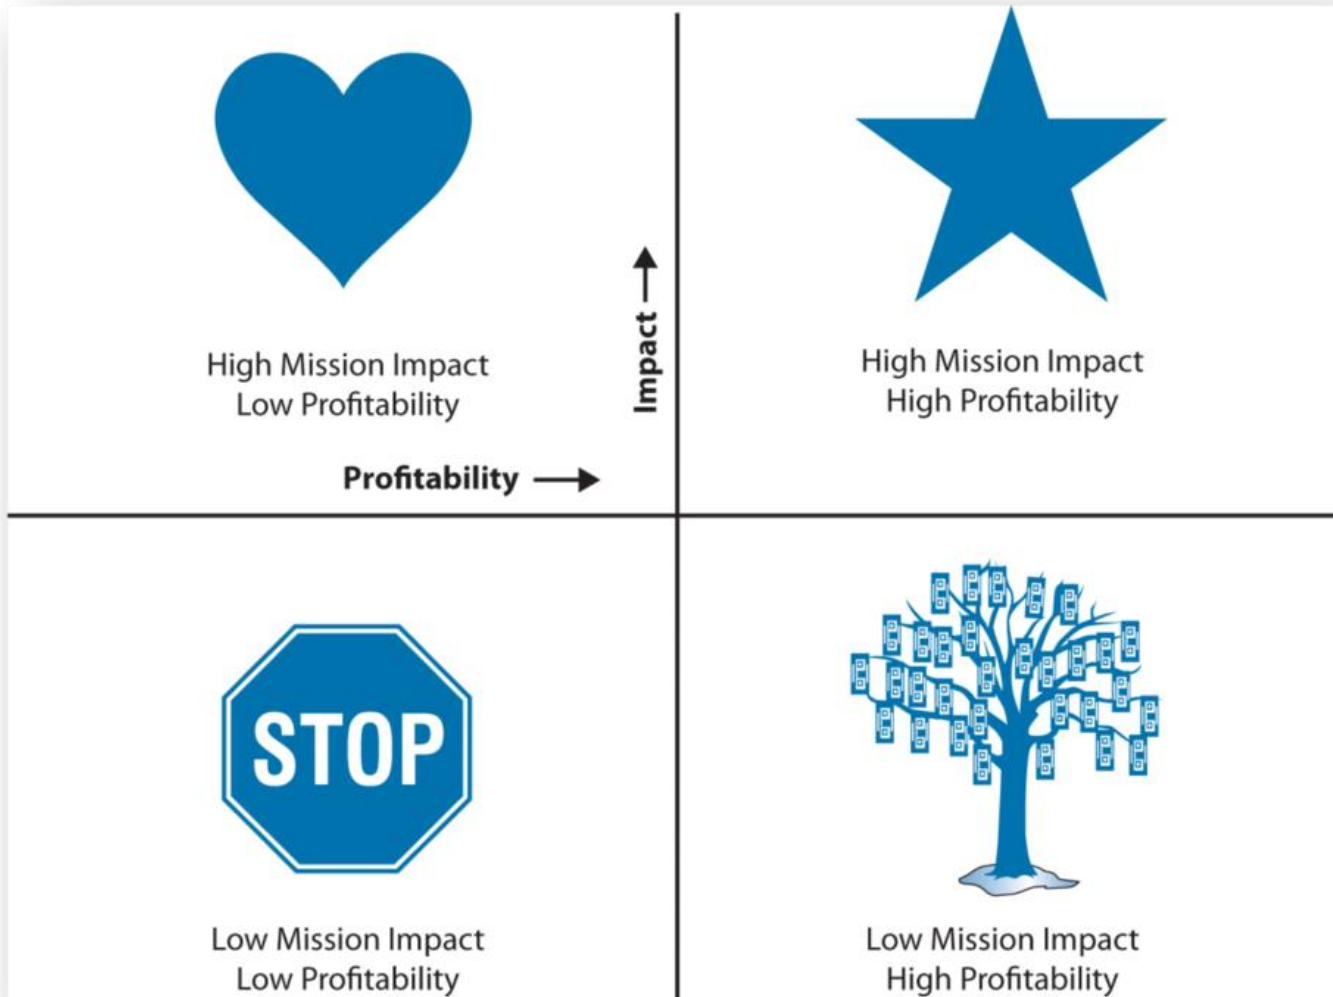 High Mission Impact
Low Profitability
Profitability
Impact
High Mission Impact
High Profitability
STOP
Low Mission Impact
Low Profitability
Low Mission Impact
High Profitability